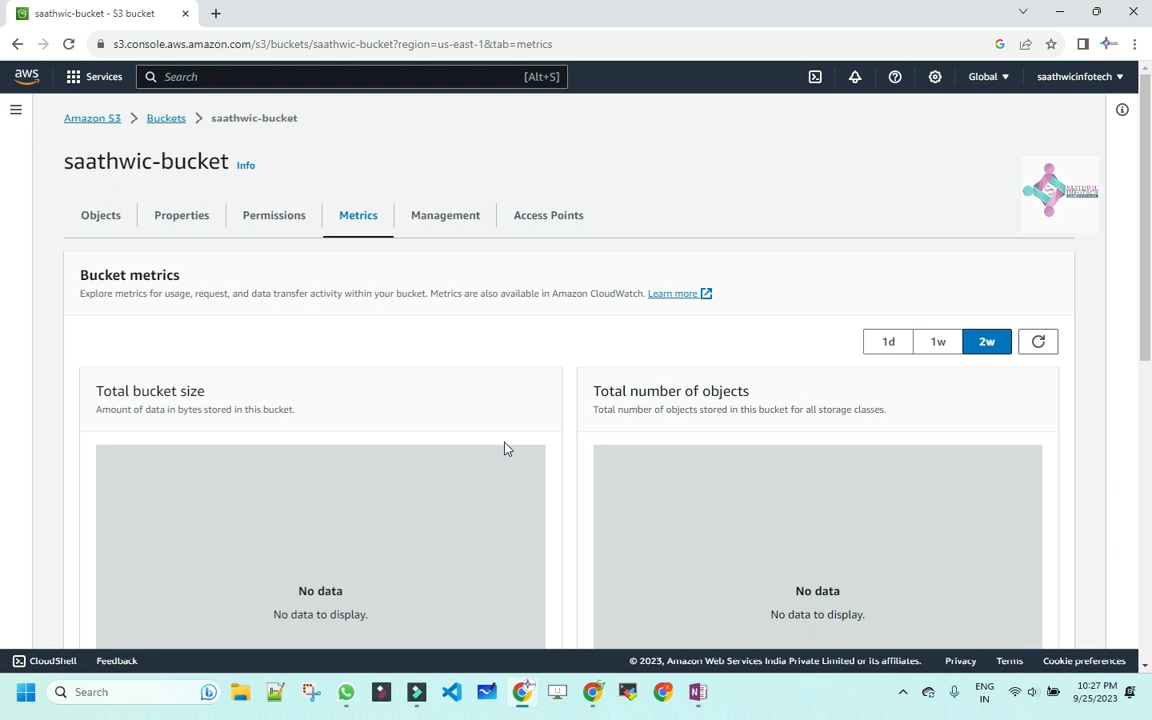 saathwic-bucket - S3 bucket
s3.console.aws.amazon.com/s3/buckets/saathwic-bucket?region=us-east-1&tab=metrics
aws
Services
Search
[Alt+S]
Global
saathwicinfotech
Amazon S3
Buckets
saathwic-bucket
saathwic-bucket Info
Objects
Properties
Permissions
Metrics
Management
Access Points
Bucket metrics
Explore metrics for usage, request, and data transfer activity within your bucket. Metrics are also available in Amazon CloudWatch. Learn more
1d
1w
2w
Total bucket size
Amount of data in bytes stored in this bucket.
Total number of objects
Total number of objects stored in this bucket for all storage classes.
No data
No data to display.
No data
No data to display.
CloudShell
Feedback
© 2023, Amazon Web Services India Private Limited or its affiliates.
Privacy
Terms
Cookie preferences
Search
ENG
IN
10:27 PM
9/25/2023